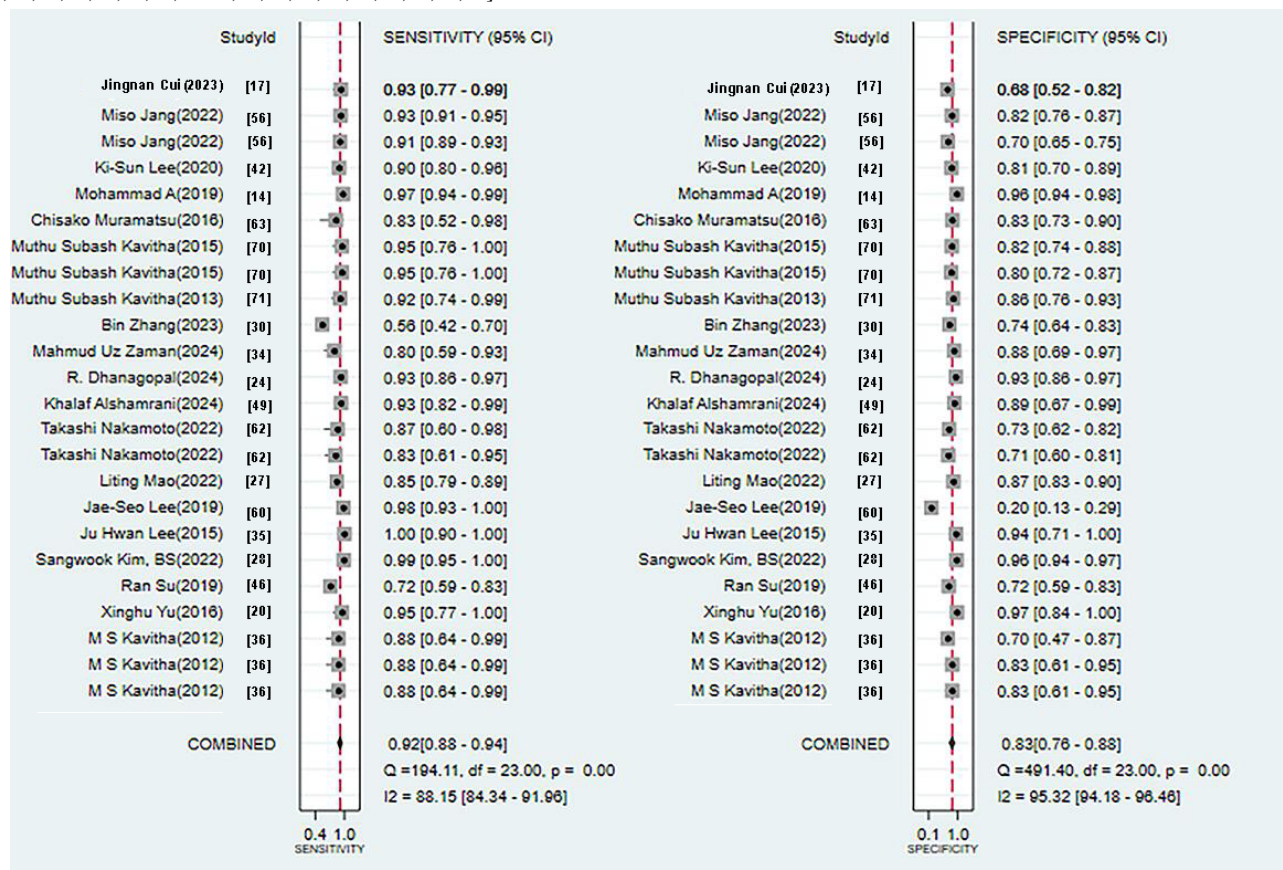 StudyId SENSITIVITY (95% CI) StudyId SPECIFICITY (95% CI)
Jingnan Cui (2023) [17] 0.93 [0.77 - 0.99] Jingnan Cui (2023) [17] 0.68 [0.52 - 0.82]
Miso Jang(2022) [56] 0.93 [0.91 - 0.95] Miso Jang(2022) [56] 0.82 [0.76 - 0.87]
Miso Jang(2022) [56] 0.91 [0.89 - 0.93] Miso Jang(2022) [56] 0.70 [0.65 - 0.75]
Ki-Sun Lee(2020) [42] 0.90 [0.80 - 0.96] Ki-Sun Lee(2020) [42] 0.81 [0.70 - 0.89]
Mohammad A(2019) [14] 0.97 [0.94 - 0.99] Mohammad A(2019) [14] 0.96 [0.94 - 0.98]
Chisako Muramatsu(2016) [63] 0.83 [0.52 - 0.98] Chisako Muramatsu(2016) [63] 0.83 [0.73 - 0.90]
Muthu Subash Kavitha(2015) [70] 0.95 [0.76 - 1.00] Muthu Subash Kavitha(2015) [70] 0.82 [0.74 - 0.88]
Muthu Subash Kavitha(2015) [70] 0.95 [0.76 - 1.00] Muthu Subash Kavitha(2015) [70] 0.80 [0.72 - 0.87]
Muthu Subash Kavitha(2013) [71] 0.92 [0.74 - 0.99] Muthu Subash Kavitha(2013) [71] 0.86 [0.76 - 0.93]
Bin Zhang(2023) [30] 0.56 [0.42 - 0.70] Bin Zhang(2023) [30] 0.74 [0.64 - 0.83]
Mahmud Uz Zaman(2024) [34] 0.80 [0.59 - 0.93] Mahmud Uz Zaman(2024) [34] 0.88 [0.69 - 0.97]
R. Dhanagopal(2024) [24] 0.93 [0.86 - 0.97] R. Dhanagopal(2024) [24] 0.93 [0.86 - 0.97]
Khalaf Alshamrani(2024) [49] 0.93 [0.82 - 0.99] Khalaf Alshamrani(2024) [49] 0.89 [0.67 - 0.99]
Takashi Nakamoto(2022) [62] 0.87 [0.60 - 0.98] Takashi Nakamoto(2022) [62] 0.73 [0.62 - 0.82]
Takashi Nakamoto(2022) [62] 0.83 [0.61 - 0.95] Takashi Nakamoto(2022) [62] 0.71 [0.60 - 0.81]
Liting Mao(2022) [27] 0.85 [0.79 - 0.89] Liting Mao(2022) [27] 0.87 [0.83 - 0.90]
Jae-Seo Lee(2019) [60] 0.98 [0.93 - 1.00] Jae-Seo Lee(2019) [60] 0.20 [0.13 - 0.29]
Ju Hwan Lee(2015) [35] 1.00 [0.90 - 1.00] Ju Hwan Lee(2015) [35] 0.94 [0.71 - 1.00]
Sangwook Kim, BS(2022) [28] 0.99 [0.95 - 1.00] Sangwook Kim, BS(2022) [28] 0.96 [0.94 - 0.97]
Ran Su(2019) [46] 0.72 [0.59 - 0.83] Ran Su(2019) [46] 0.72 [0.59 - 0.83]
Xinghu Yu(2016) [20] 0.95 [0.77 - 1.00] Xinghu Yu(2016) [20] 0.97 [0.84 - 1.00]
M S Kavitha(2012) [36] 0.88 [0.64 - 0.99] M S Kavitha(2012) [36] 0.70 [0.47 - 0.87]
M S Kavitha(2012) [36] 0.88 [0.64 - 0.99] M S Kavitha(2012) [36] 0.83 [0.61 - 0.95]
M S Kavitha(2012) [36] 0.88 [0.64 - 0.99] M S Kavitha(2012) [36] 0.83 [0.61 - 0.95]
COMBINED 0.92[0.88 - 0.94] COMBINED 0.83[0.76 - 0.88]
Q =194.11, df = 23.00, p = 0.00 Q =491.40, df = 23.00, p = 0.00
I2 = 88.15 [84.34 - 91.96] I2 = 95.32 [94.18 - 96.46]
0.4 1.0 0.1 1.0
SENSITIVITY SPECIFICITY